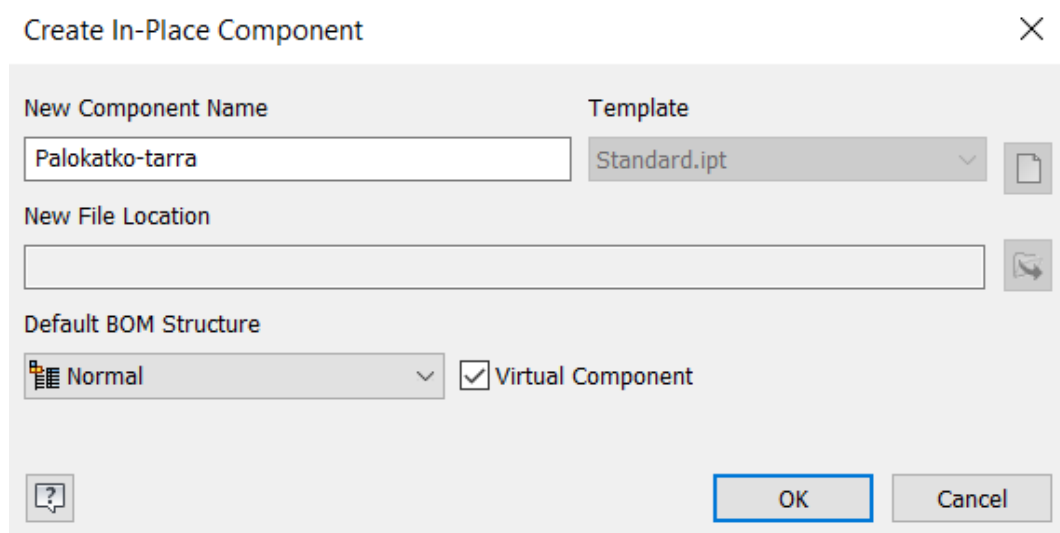 Create In-Place Component
New Component Name
Template
Palokatko-tarra
Standard.ipt
New File Location
Default BOM Structure
Normal
Virtual Component
OK
Cancel